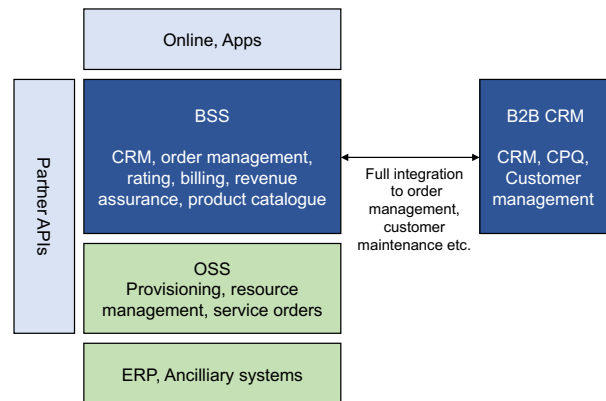 Online, Apps
Partner APIs
BSS
CRM, order management,
rating, billing, revenue
assurance, product catalogue
Full integration
to order
management,
customer
maintenance etc.
B2B CRM
CRM, CPQ,
Customer
management
OSS
Provisioning, resource
management, service orders
ERP, Ancilliary systems